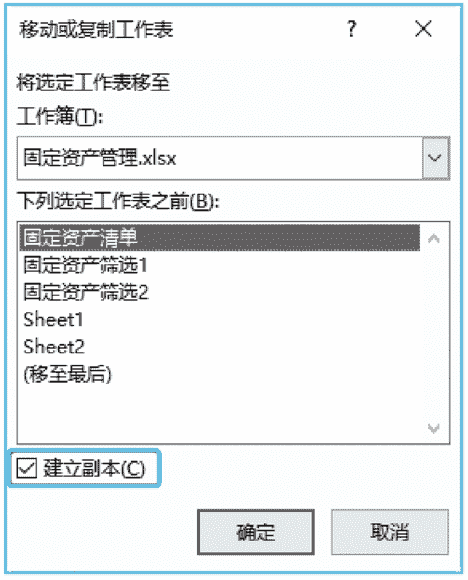 移动或复制工作表 ?
将选定工作表移至
工作簿(T):
固定资产管理.xlsx
下列选定工作表之前(B):
固定资产清单
固定资产筛选1
固定资产筛选2
Sheet1
Sheet2
(移至最后)
建立副本(C)
确定 取消